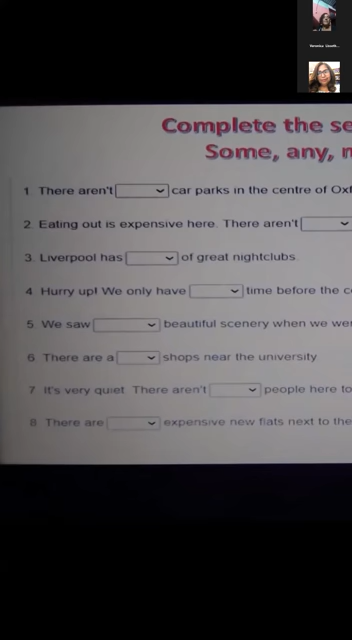 Complete the se
Some, any, m
1. There aren't car parks in the centre of Oxf
2. Eating out is expensive here. There aren't
3. Liverpool has of great nightclubs.
4. Hurry up! We only have time before the c
5. We saw beautiful scenery when we wer
6. There are a shops near the university
7. It's very quiet. There aren't people here to
8. There are expensive new flats next to the